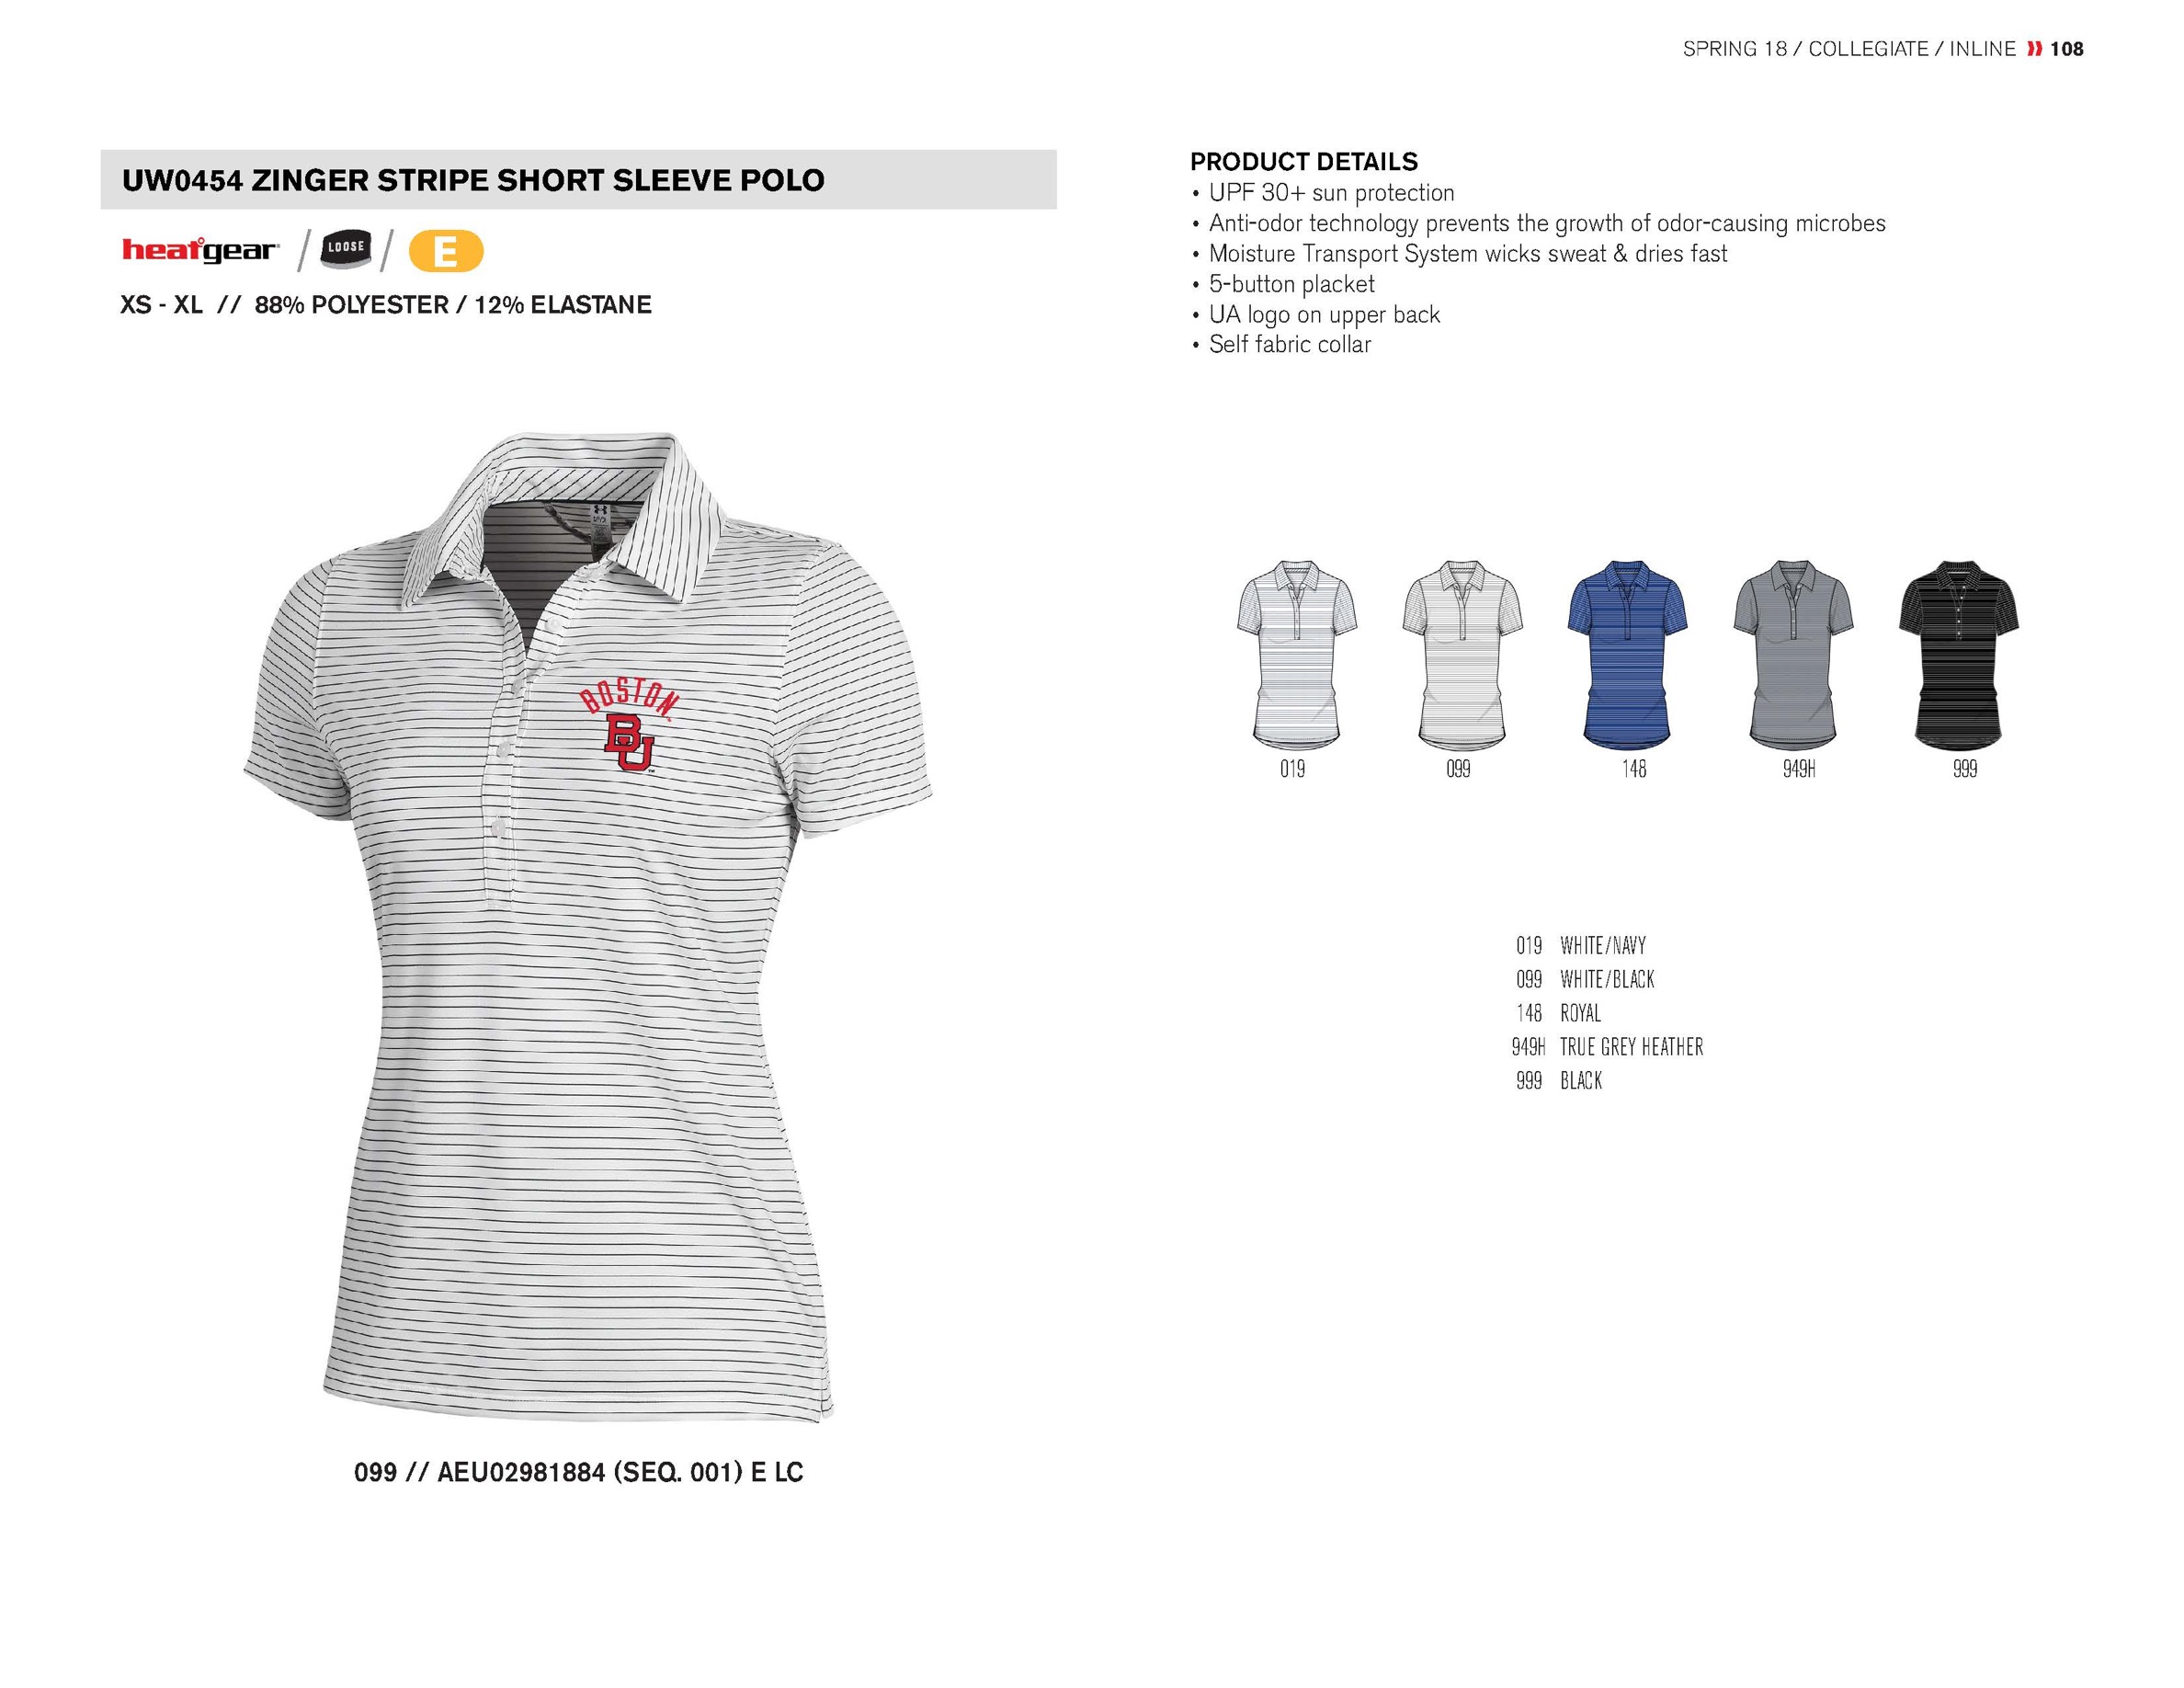 SPRING 18 / COLLEGIATE / INLINE 108
UW0454 ZINGER STRIPE SHORT SLEEVE POLO
heatgear / LOOSE / E
XS - XL // 88% POLYESTER / 12% ELASTANE
PRODUCT DETAILS
• UPF 30+ sun protection
• Anti-odor technology prevents the growth of odor-causing microbes
• Moisture Transport System wicks sweat & dries fast
• 5-button placket
• UA logo on upper back
• Self fabric collar
BOSTON
BU
099 // AEU02981884 (SEQ. 001) E LC
019 099 148 949H 999
019 WHITE/NAVY
099 WHITE/BLACK
148 ROYAL
949H TRUE GREY HEATHER
999 BLACK